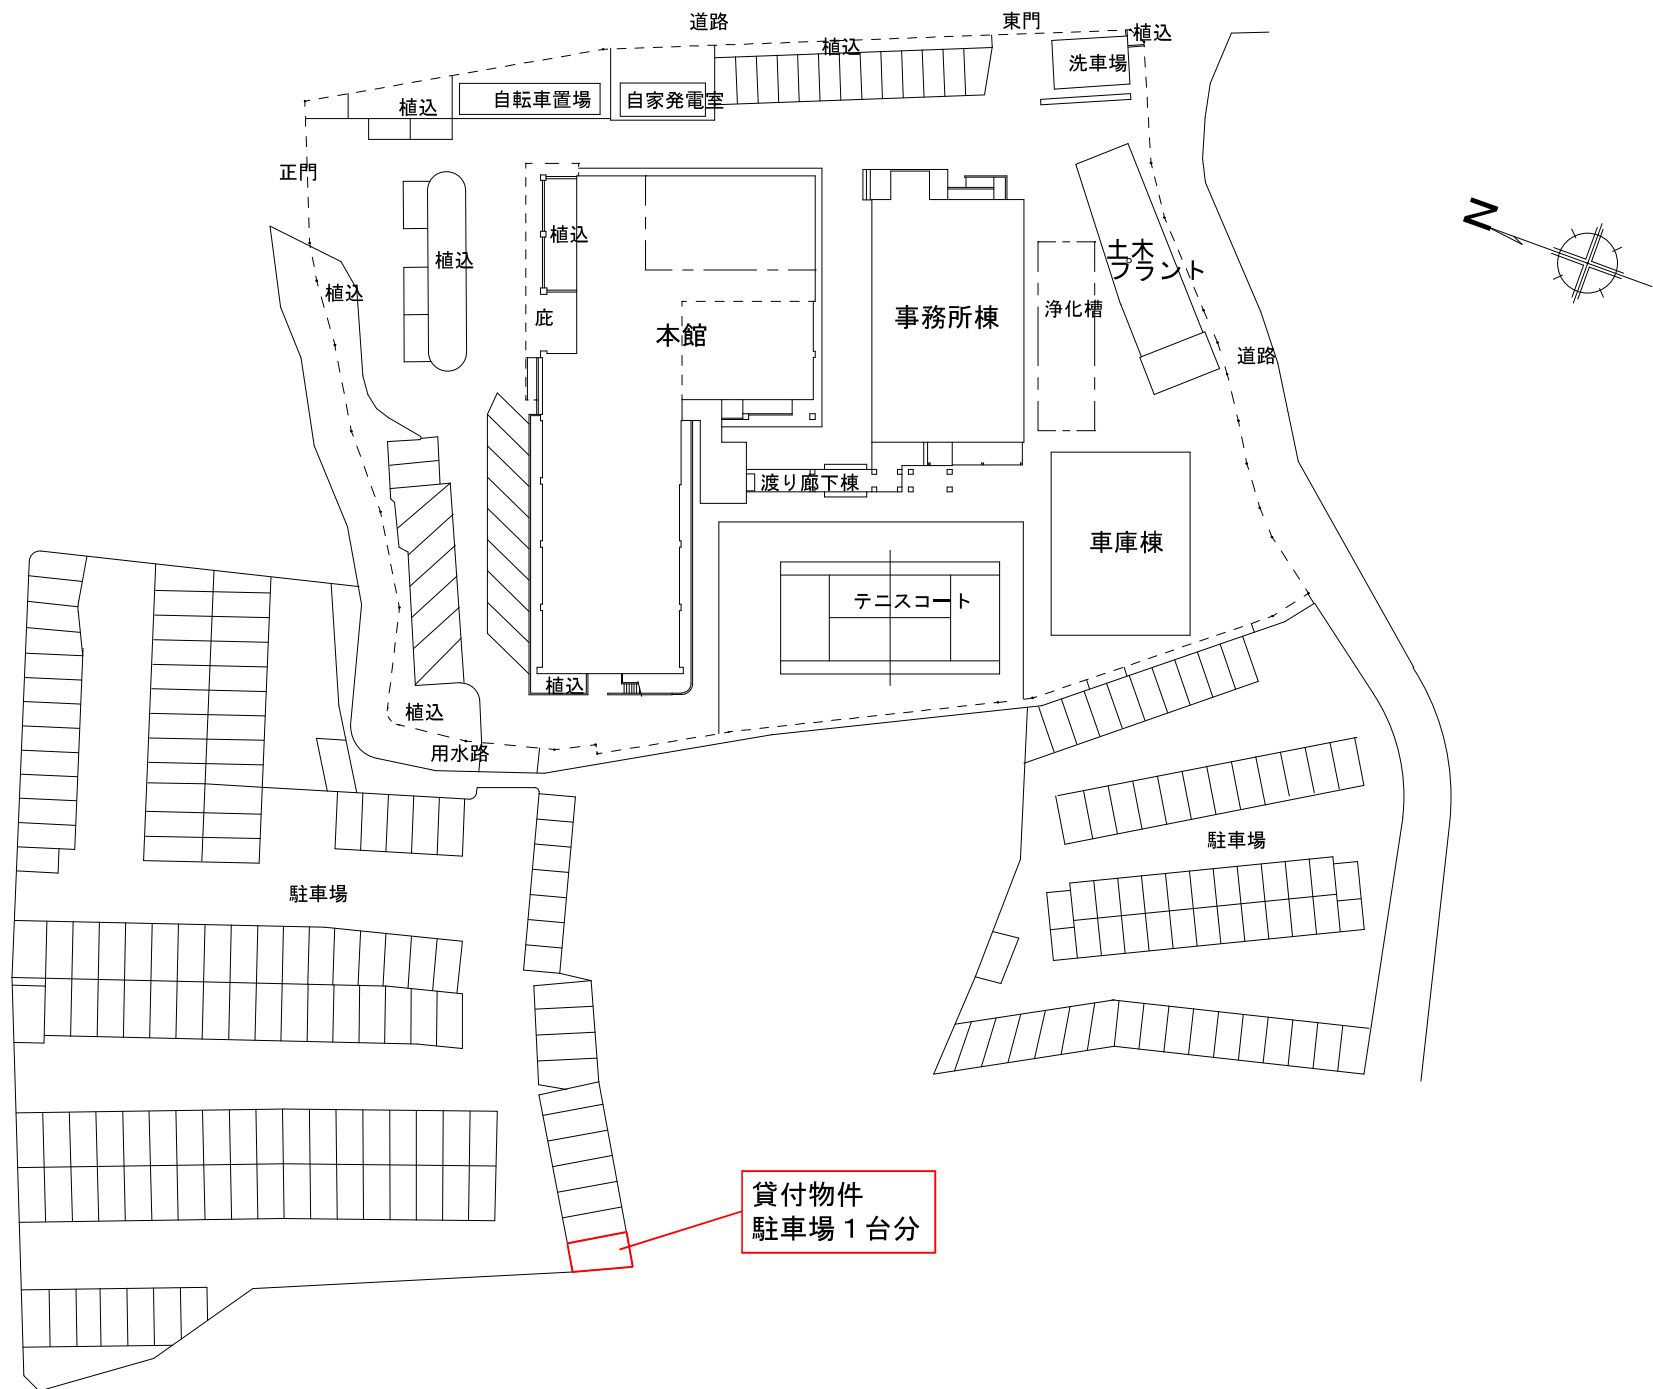 道路
東門
植込
植込
洗車場
自転車置場
自家発電室
植込
正門
植込
植込
植込
庇
本館
事務所棟
浄化槽
土木
プラント
道路
N
渡り廊下棟
車庫棟
テニスコート
植込
植込
用水路
駐車場
駐車場
貸付物件
駐車場１台分